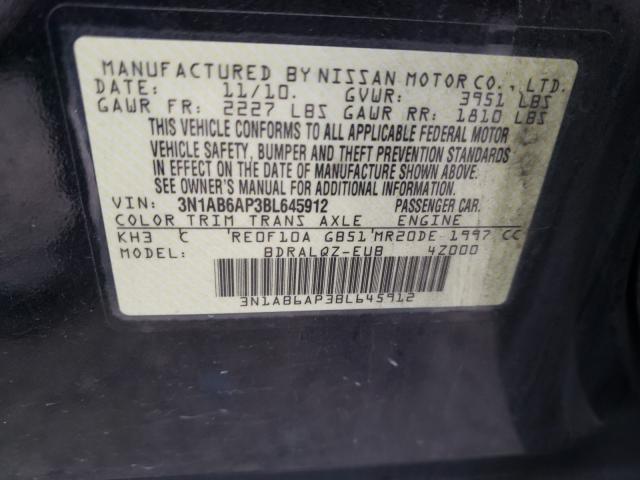 MANUFACTURED BY NISSAN MOTOR CO., LTD.
DATE: 11/10. GVWR: 3951 LBS
GAWR FR: 2227 LBS GAWR RR: 1810 LBS
THIS VEHICLE CONFORMS TO ALL APPLICABLE FEDERAL MOTOR
VEHICLE SAFETY, BUMPER AND THEFT PREVENTION STANDARDS
IN EFFECT ON THE DATE OF MANUFACTURE SHOWN ABOVE.
SEE OWNER'S MANUAL FOR ADDITIONAL INFORMATION.
VIN: 3N1AB6AP3BL645912 PASSENGER CAR.
COLOR TRIM TRANS AXLE ENGINE
KH3 C RE0F10A GB51 MR20DE 1997 CC
MODEL: BDRALQZ-EUB 4Z000
3N1AB6AP3BL645912